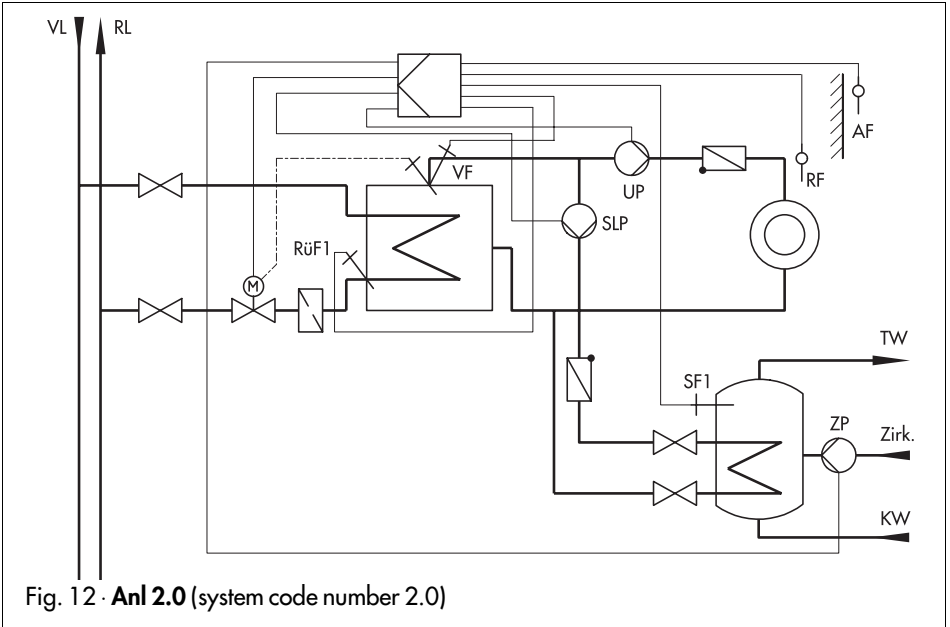 VL RL
AF
VF
UP
RF
SLP
RüF1
M
TW
SF1
ZP
Zirk.
KW
Fig. 12 · Anl 2.0 (system code number 2.0)